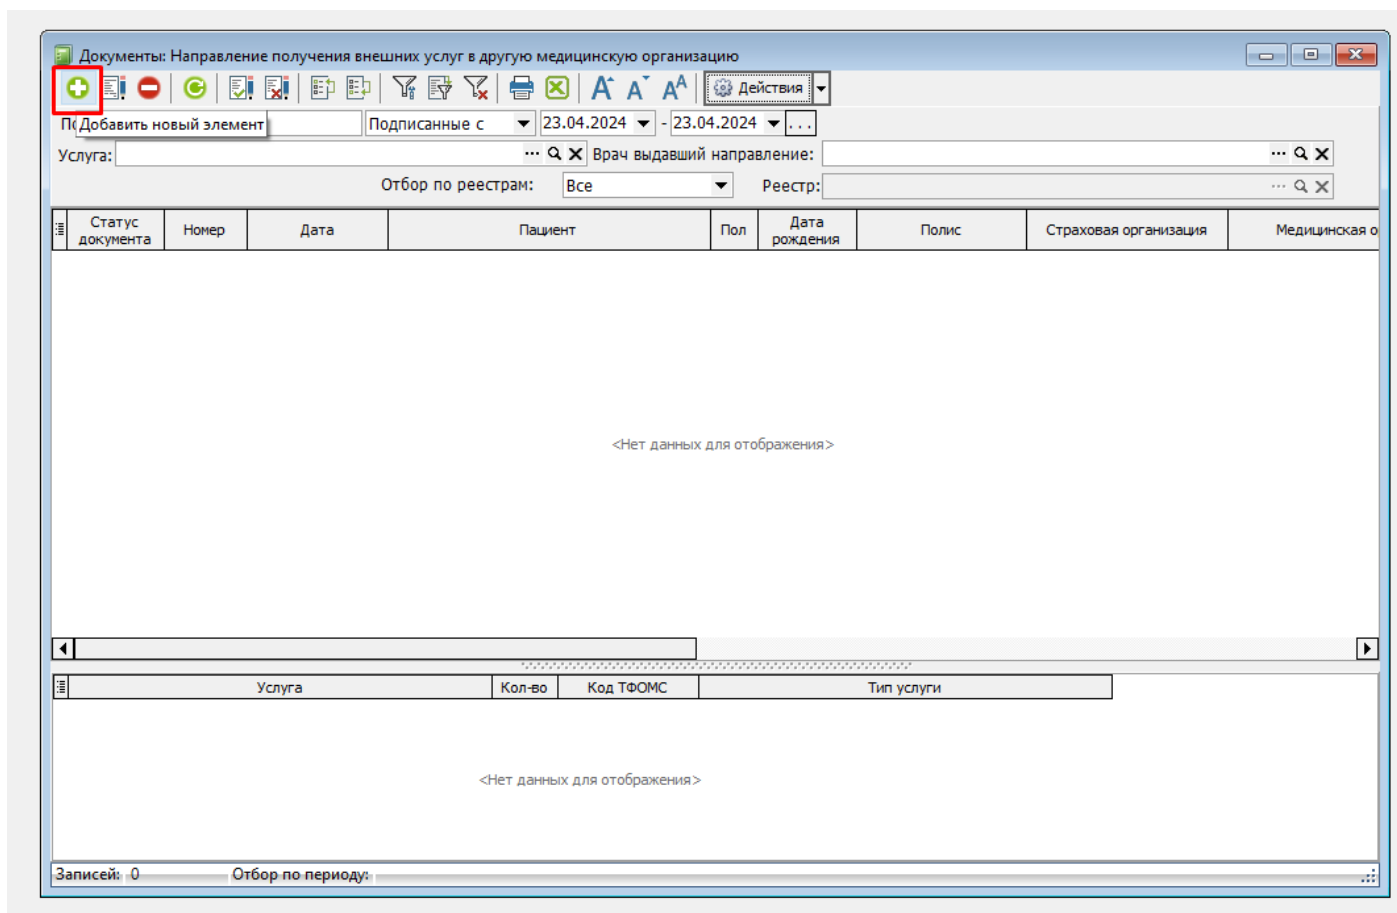 Документы: Направление получения внешних услуг в другую медицинскую организацию
Действия
Добавить новый элемент
Подписанные с 23.04.2024 - 23.04.2024 ...
Услуга: Врач выдавший направление:
Отбор по реестрам: Все Реестр:
Статус документа Номер Дата Пациент Пол Дата рождения Полис Страховая организация Медицинская о
<Нет данных для отображения>
Услуга Кол-во Код ТФОМС Тип услуги
<Нет данных для отображения>
Записей: 0 Отбор по периоду: